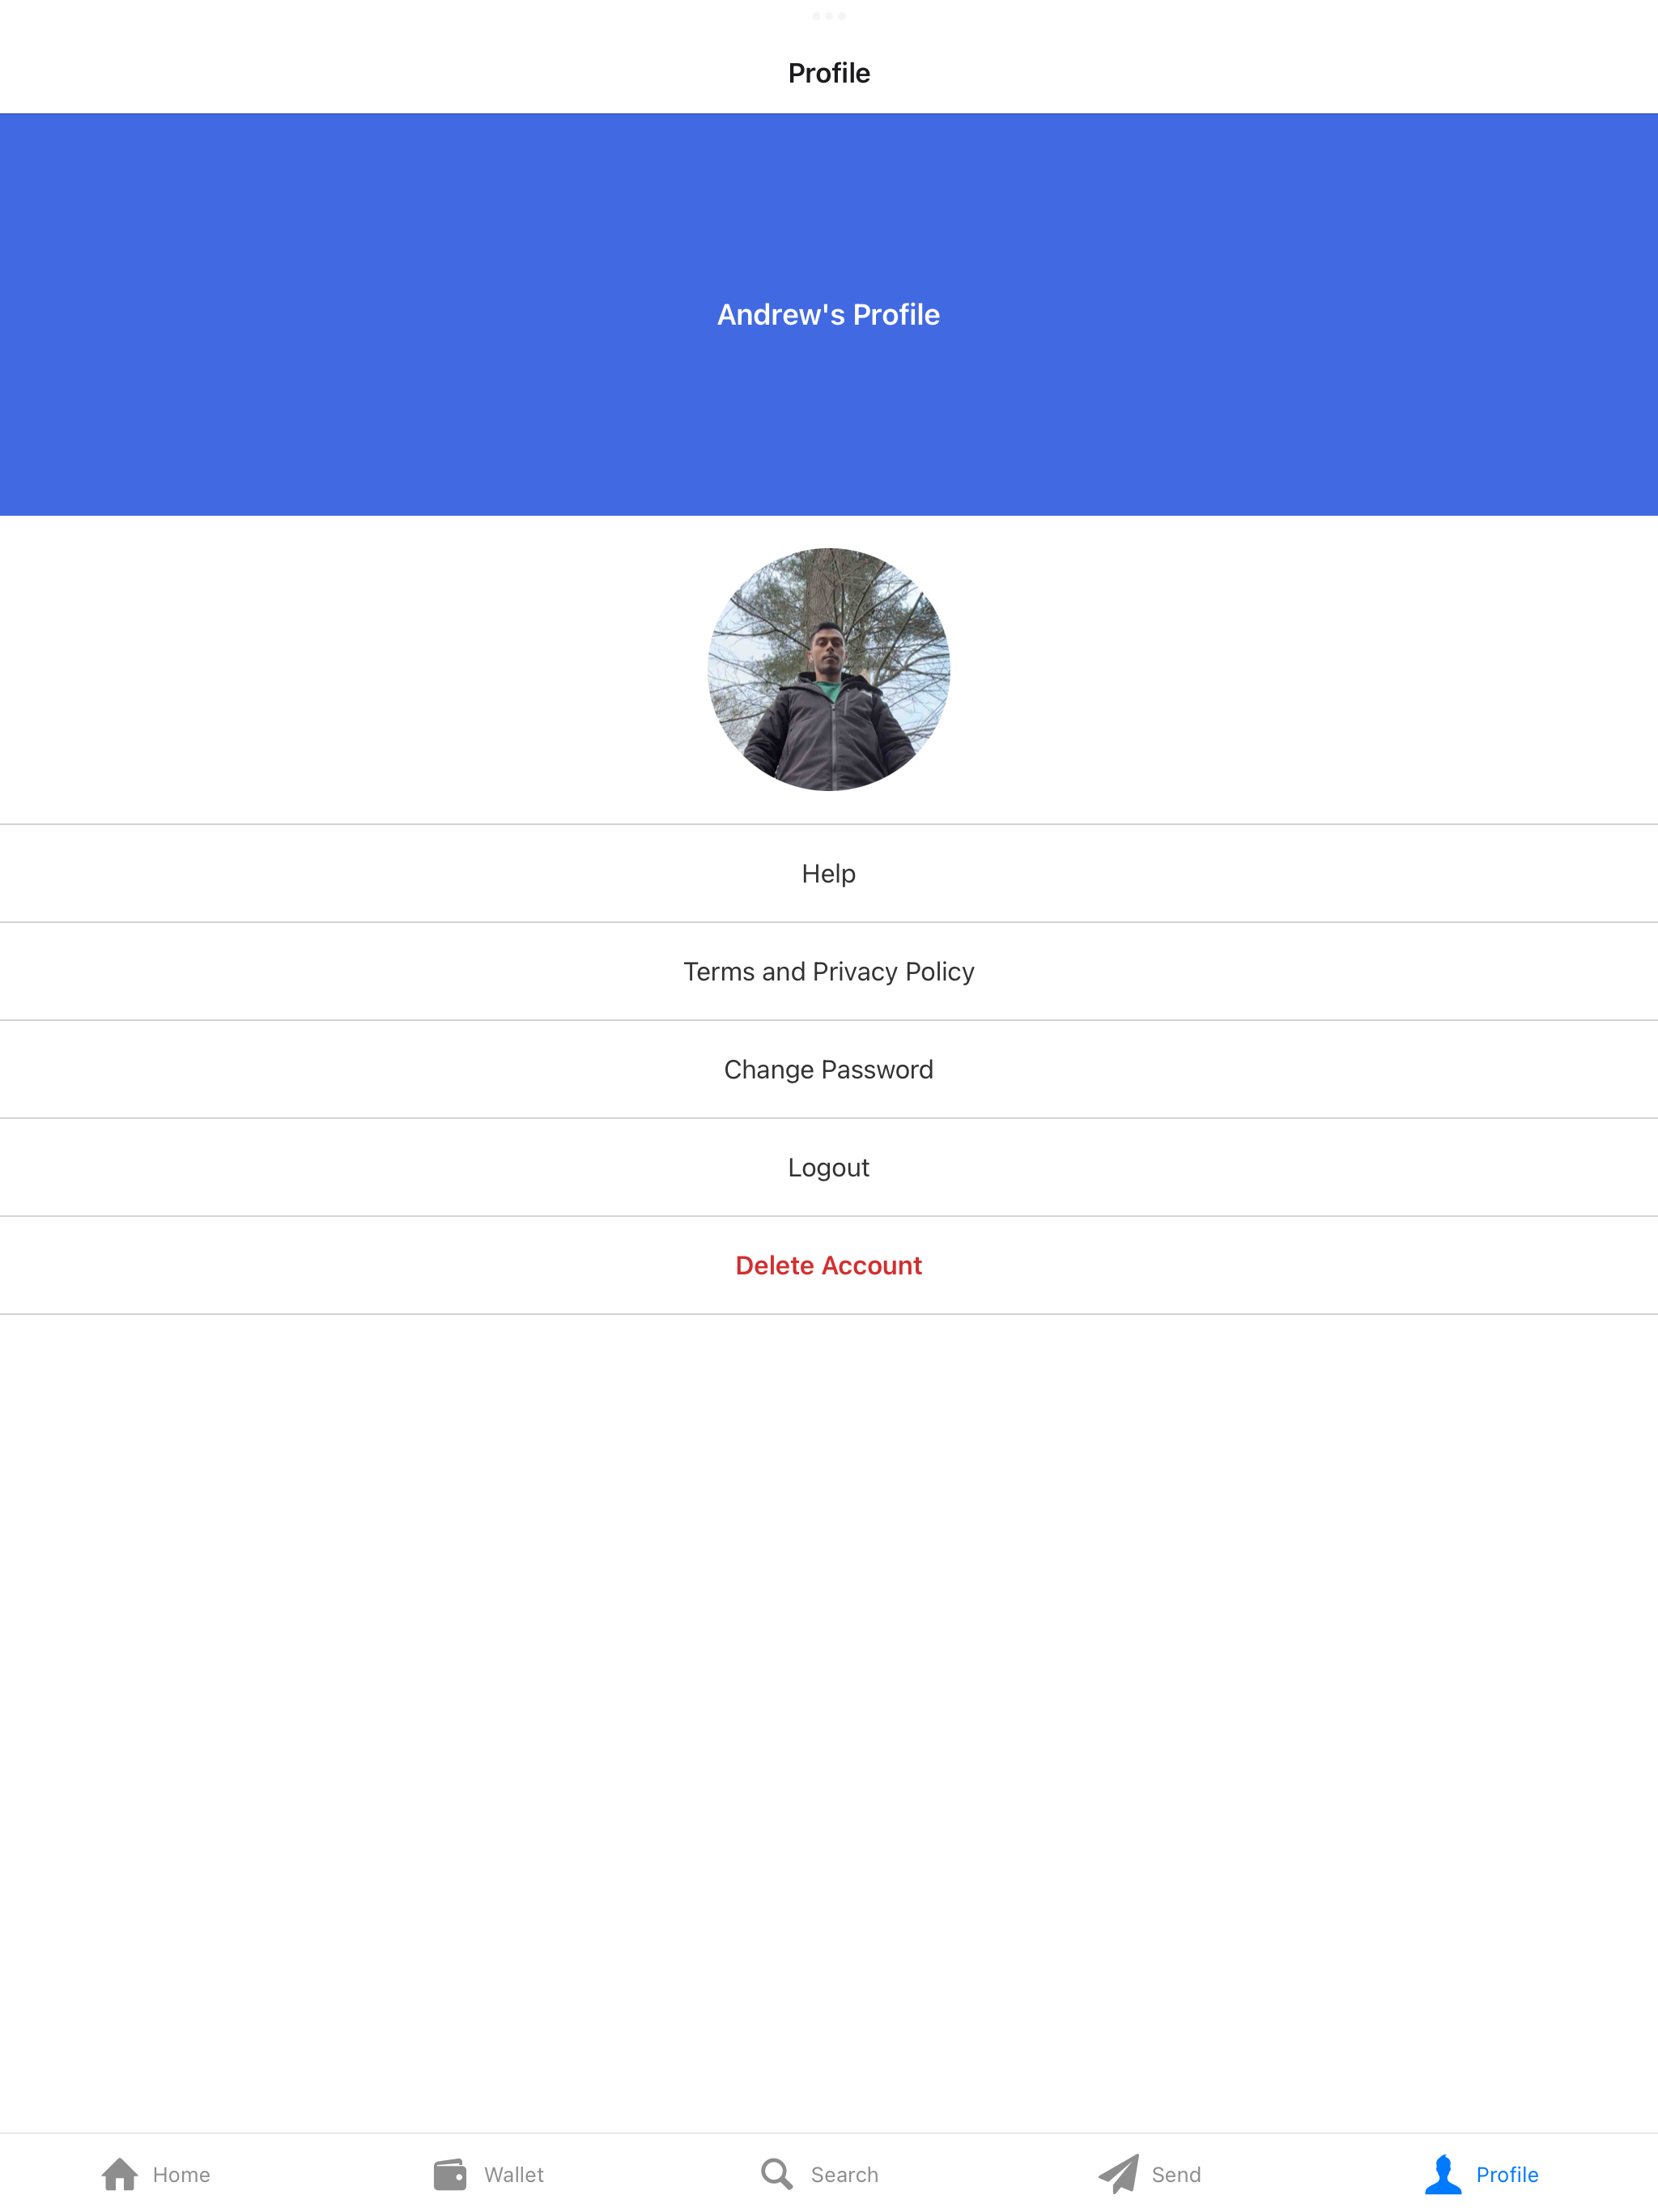 Profile
Andrew's Profile
Help
Terms and Privacy Policy
Change Password
Logout
Delete Account
Home
Wallet
Search
Send
Profile